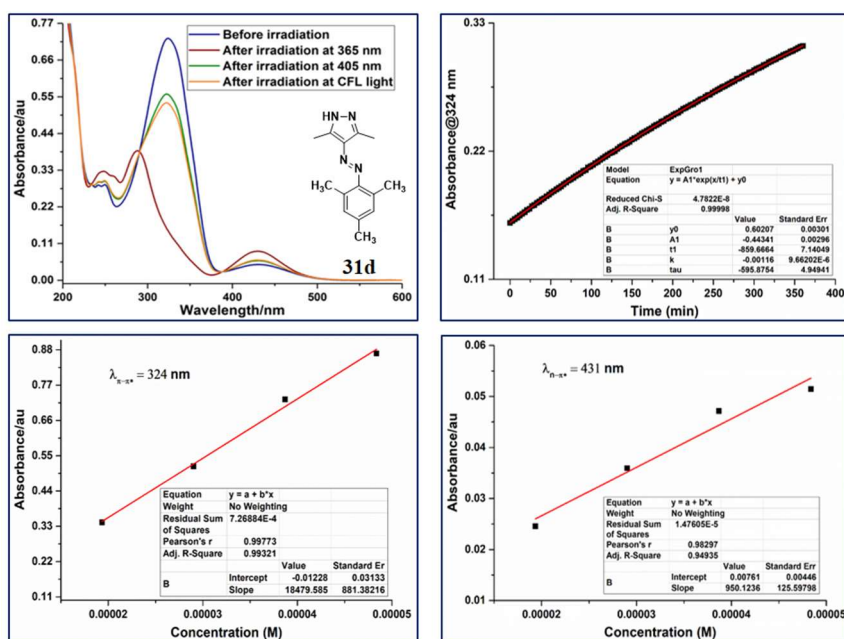 0.77
0.66
0.55
0.44
0.33
0.22
0.11
0.00
Absorbance/au
Before irradiation
After irradiation at 365 nm
After irradiation at 405 nm
After irradiation at CFL light
HN N
CH₃ CH₃
N
N
H₃C CH₃
CH₃
31d
200 300 400 500 600
Wavelength/nm
0.33
0.22
0.11
Absorbance@324 nm
Model ExpGro1
Equation y = A1*exp(x/t1) + y0
Reduced Chi-S 4.7822E-8
Adj. R-Square 0.99998
Value Standard Err
B y0 0.60207 0.00301
B A1 -0.44341 0.00296
B t1 -859.6664 7.14049
B k -0.00116 9.66202E-6
B tau -595.8754 4.94941
0 50 100 150 200 250 300 350 400
Time (min)
0.88
0.77
0.66
0.55
0.44
0.33
0.22
0.11
Absorbance/au
λπ-π* = 324 nm
Equation y = a + b*x
Weight No Weighting
Residual Sum of Squares 7.26884E-4
Pearson's r 0.99773
Adj. R-Square 0.99321
Value Standard Er
B Intercept -0.01228 0.03133
Slope 18479.585 881.38216
0.00002 0.00003 0.00004 0.00005
Concentration (M)
0.06
0.05
0.04
0.03
0.02
0.01
Absorbance/au
λn-π* = 431 nm
Equation y = a + b*x
Weight No Weighting
Residual Sum of Squares 1.47605E-5
Pearson's r 0.98297
Adj. R-Square 0.94935
Value Standard Err
B Intercept 0.00761 0.00446
Slope 950.1236 125.59798
0.00002 0.00003 0.00004 0.00005
Concentration (M)